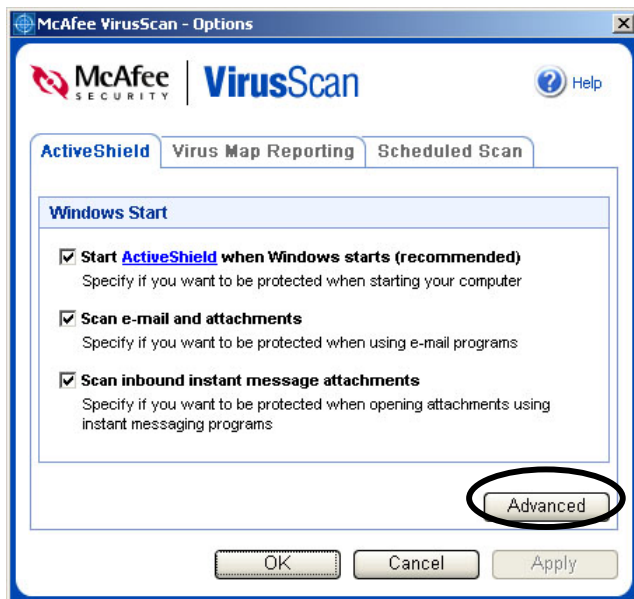 McAfee VirusScan - Options
McAfee VirusScan
SECURITY
Help
ActiveShield Virus Map Reporting Scheduled Scan
Windows Start
Start ActiveShield when Windows starts (recommended)
Specify if you want to be protected when starting your computer
Scan e-mail and attachments
Specify if you want to be protected when using e-mail programs
Scan inbound instant message attachments
Specify if you want to be protected when opening attachments using
instant messaging programs
Advanced
OK Cancel Apply